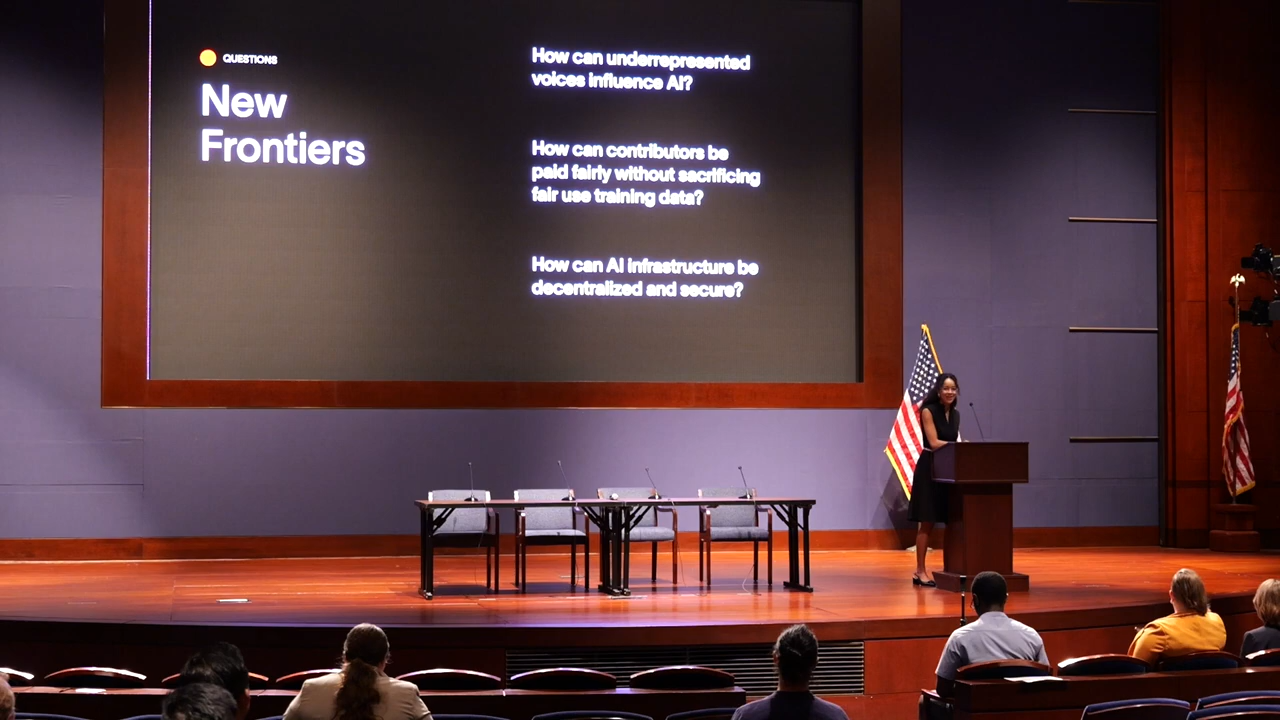 QUESTIONS
New
Frontiers
How can underrepresented
voices influence AI?
How can contributors be
paid fairly without sacrificing
fair use training data?
How can AI infrastructure be
decentralized and secure?